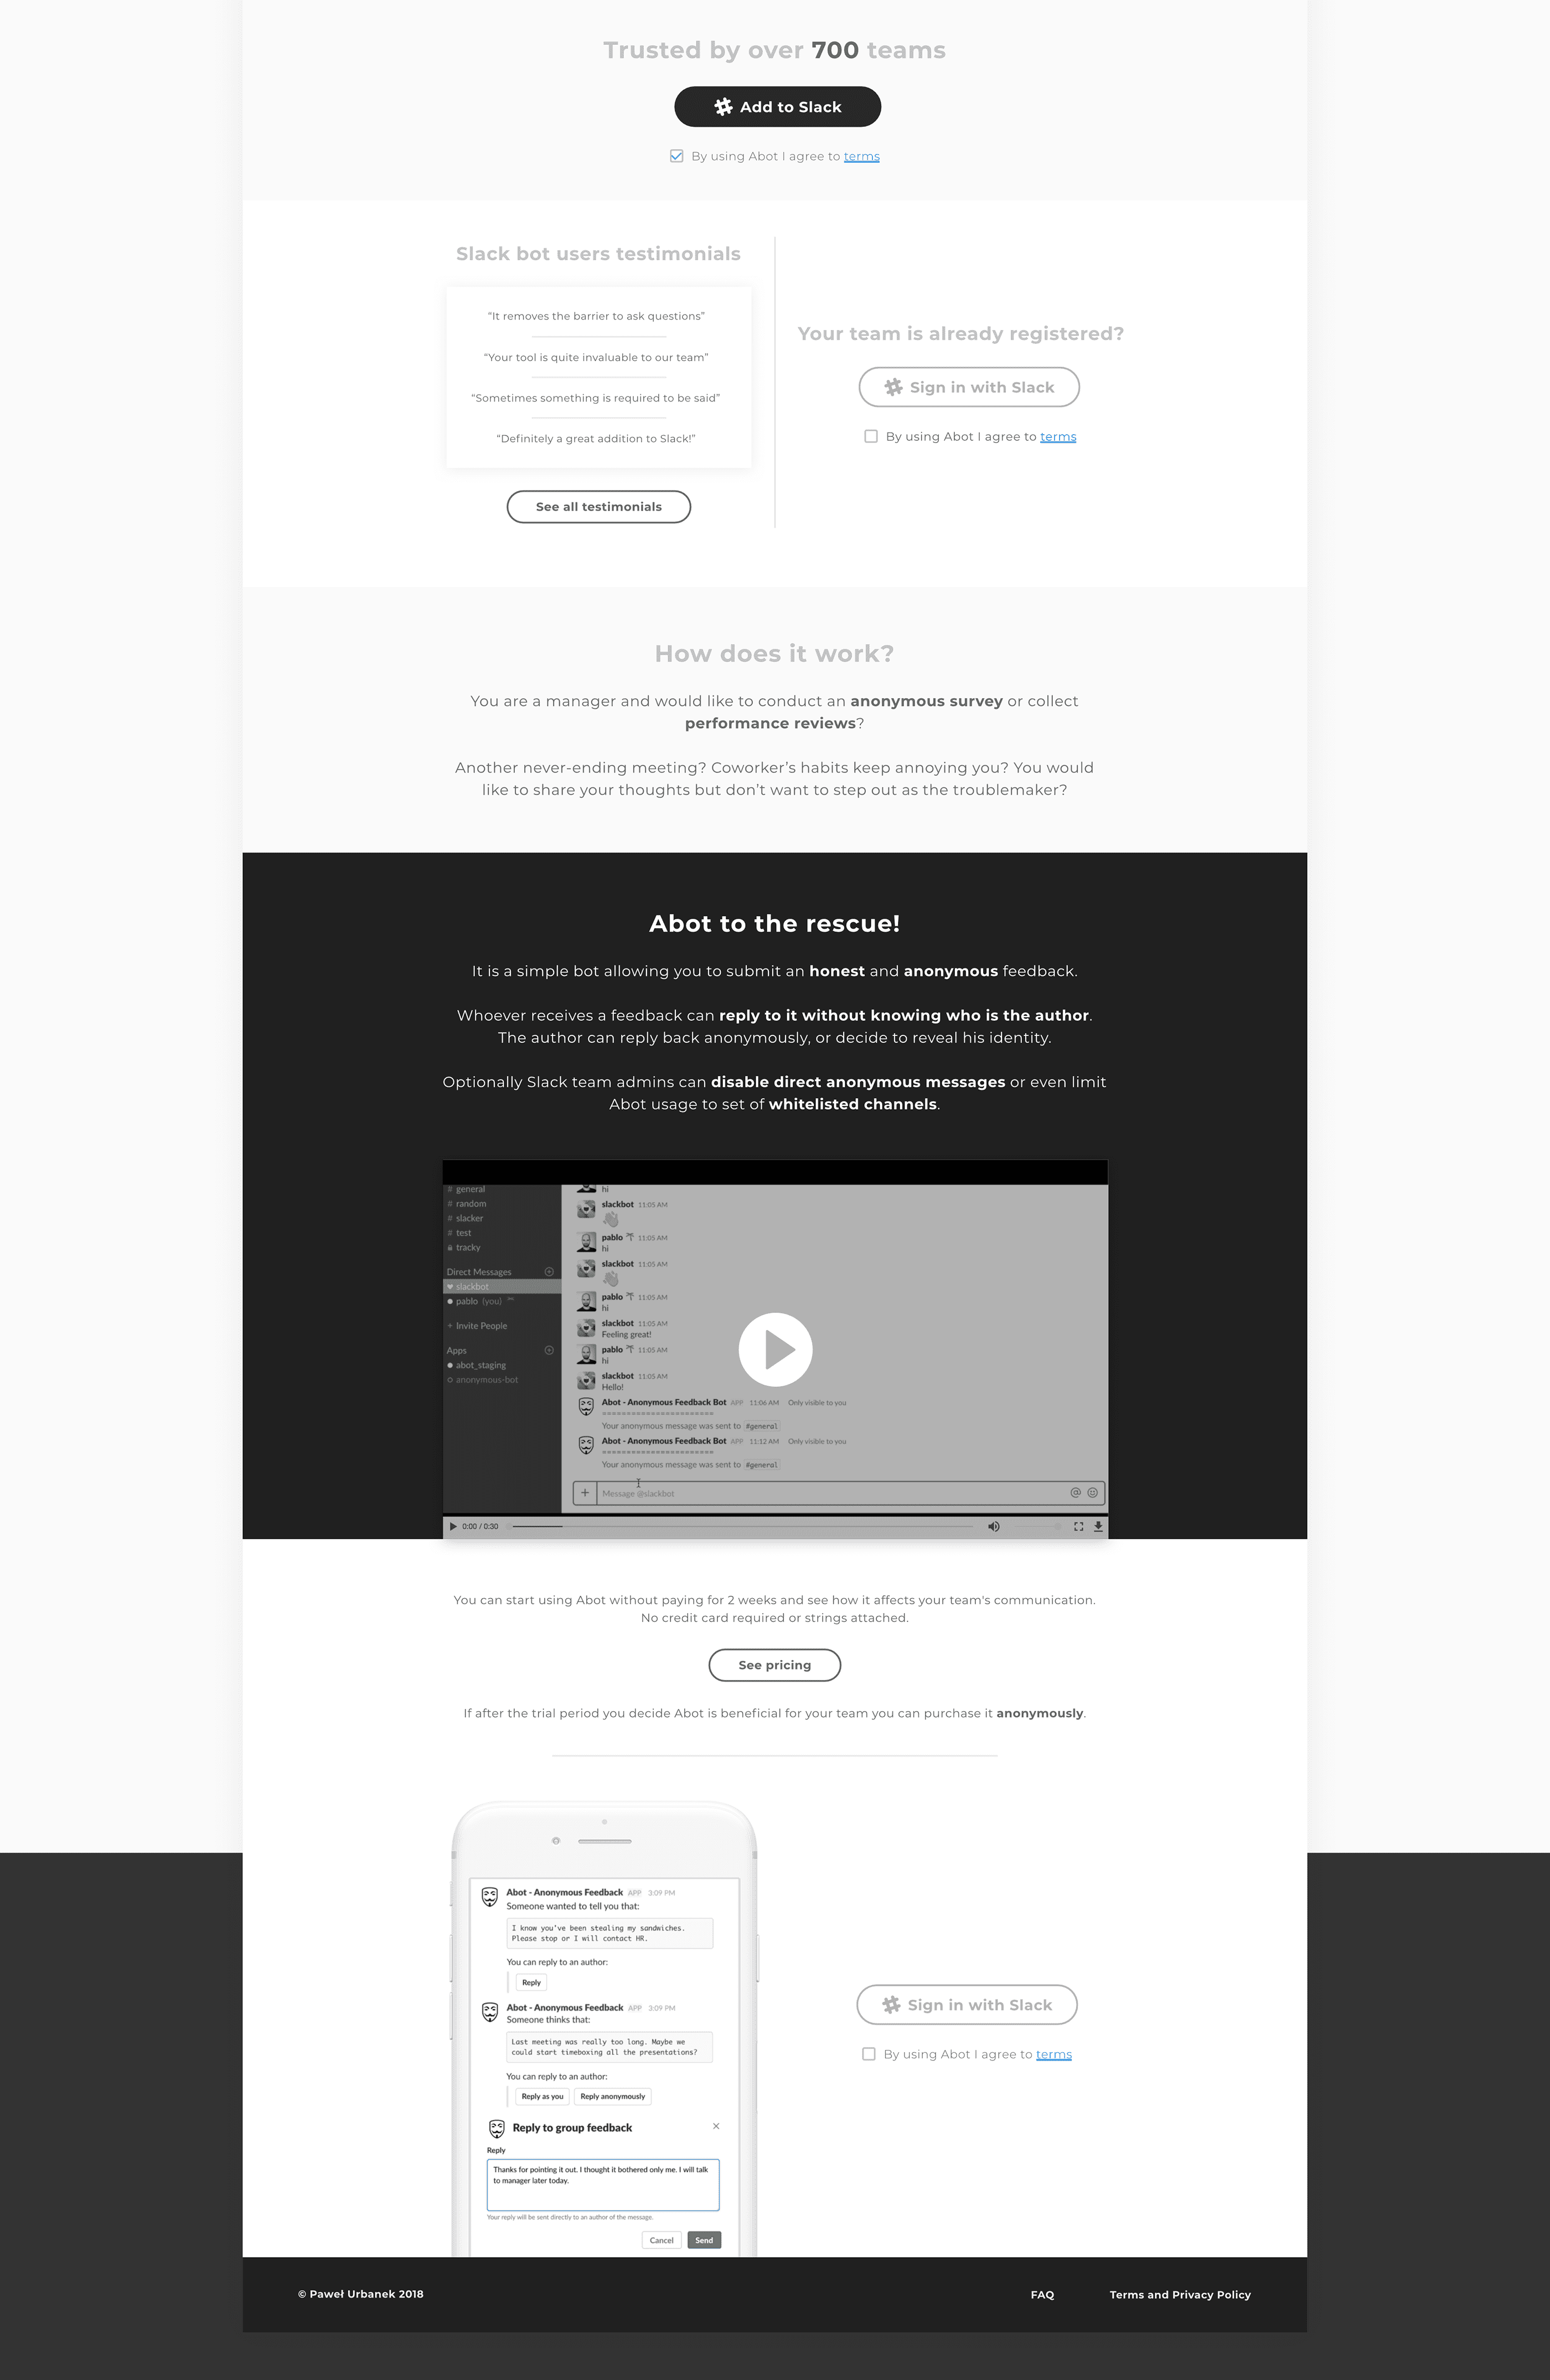 Trusted by over 700 teams
Add to Slack
By using Abot I agree to terms
Slack bot users testimonials
“It removes the barrier to ask questions”
“Your tool is quite invaluable to our team”
“Sometimes something is required to be said”
“Definitely a great addition to Slack!”
See all testimonials
Your team is already registered?
Sign in with Slack
By using Abot I agree to terms
How does it work?
You are a manager and would like to conduct an anonymous survey or collect
performance reviews?
Another never-ending meeting? Coworker’s habits keep annoying you? You would
like to share your thoughts but don’t want to step out as the troublemaker?
Abot to the rescue!
It is a simple bot allowing you to submit an honest and anonymous feedback.
Whoever receives a feedback can reply to it without knowing who is the author.
The author can reply back anonymously, or decide to reveal his identity.
Optionally Slack team admins can disable direct anonymous messages or even limit
Abot usage to set of whitelisted channels.
# general
# random
# slacker
# test
tracky
Direct Messages
slackbot
pablo (you)
+ Invite People
Apps
abot_staging
anonymous-bot
hi
slackbot 11:05 AM
pablo 11:05 AM
hi
slackbot 11:05 AM
pablo 11:05 AM
hi
slackbot 11:05 AM
Feeling great!
pablo 11:05 AM
hi
slackbot 11:05 AM
Hello!
Abot - Anonymous Feedback Bot APP 11:06 AM Only visible to you
=======================
Your anonymous message was sent to #general
Abot - Anonymous Feedback Bot APP 11:12 AM Only visible to you
=======================
Your anonymous message was sent to #general
+ Message @slackbot
0:00 / 0:30
You can start using Abot without paying for 2 weeks and see how it affects your team's communication.
No credit card required or strings attached.
See pricing
If after the trial period you decide Abot is beneficial for your team you can purchase it anonymously.
Abot - Anonymous Feedback APP 3:09 PM
Someone wanted to tell you that:
I know you've been stealing my sandwiches.
Please stop or I will contact HR.
You can reply to an author:
Reply
Abot - Anonymous Feedback APP 3:09 PM
Someone thinks that:
Last meeting was really too long. Maybe we
could start timeboxing all the presentations?
You can reply to an author:
Reply as you Reply anonymously
Reply to group feedback
Reply
Thanks for pointing it out. I thought it bothered only me. I will talk
to manager later today.
Your reply will be sent directly to an author of the message.
Cancel Send
Sign in with Slack
By using Abot I agree to terms
© Paweł Urbanek 2018
FAQ
Terms and Privacy Policy